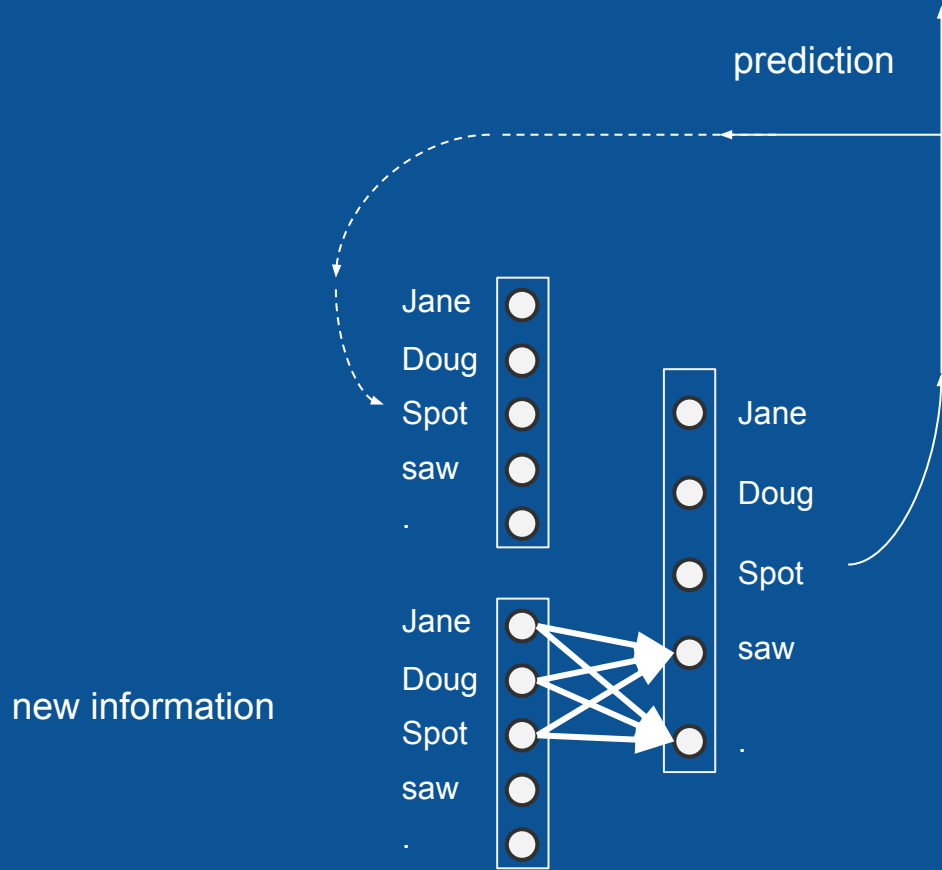 prediction
Jane
Doug
Spot
saw
.
Jane
Doug
Spot
saw
.
new information
Jane
Doug
Spot
saw
.